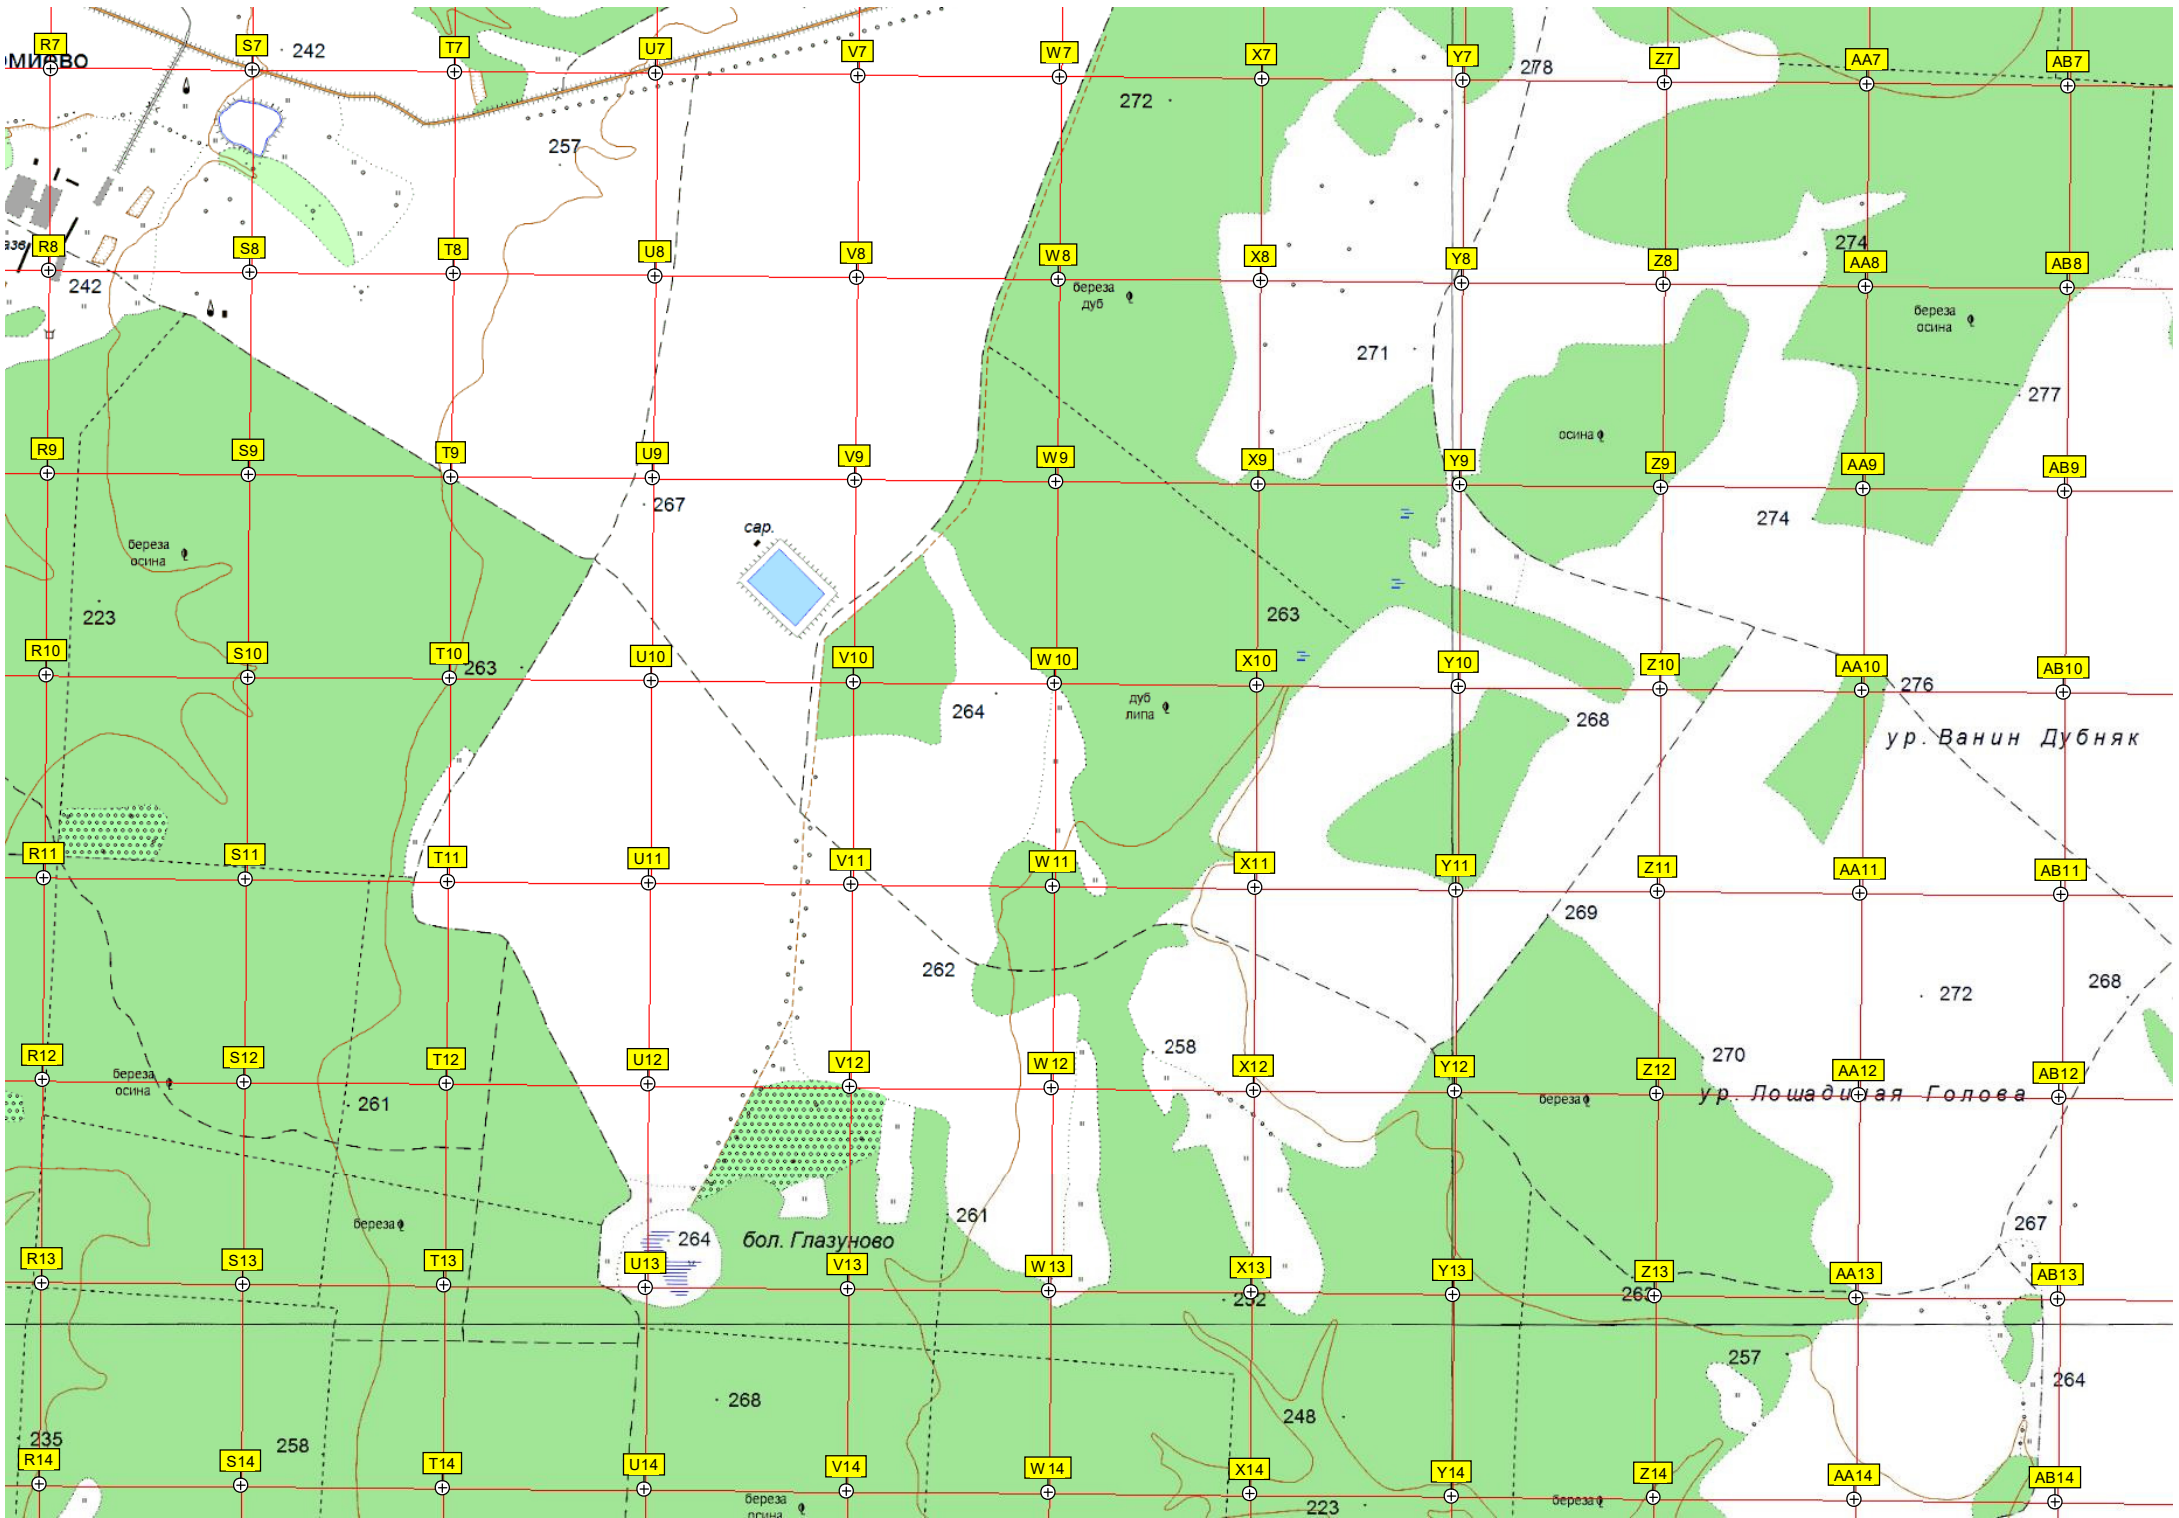 R7
S7
242
T7
U7
V7
W7
X7
Y7
278
Z7
AA7
AB7
272
257
R8
242
S8
T8
U8
V8
W8
береза
дуб
X8
Y8
Z8
274
AA8
AB8
береза
осина
271
277
R9
S9
T9
U9
V9
W9
X9
Y9
осина
Z9
AA9
AB9
267
сар.
274
береза
осина
223
263
R10
S10
T10
263
U10
V10
W10
X10
Y10
Z10
AA10
276
AB10
264
дуб
липа
268
ур. Ванин Дубняк
R11
S11
T11
U11
V11
W11
X11
Y11
Z11
AA11
AB11
269
262
272
268
258
270
R12
S12
T12
U12
V12
W12
X12
Y12
Z12
AA12
AB12
береза
осина
261
береза
ур. Лошадиная Голова
береза
264
бол. Глазуново
261
267
R13
S13
T13
U13
V13
W13
X13
Y13
Z13
AA13
AB13
257
264
268
248
235
258
R14
S14
T14
U14
V14
W14
X14
Y14
Z14
AA14
AB14
береза
223
береза